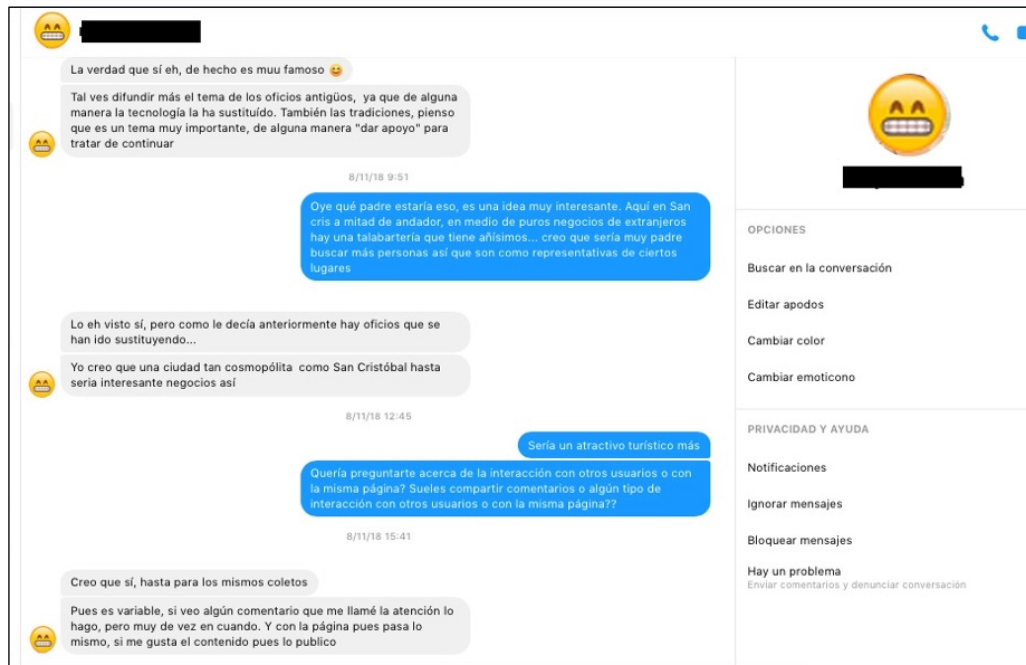 La verdad que sí eh, de hecho es muu famoso 😆
Tal ves difundir más el tema de los oficios antigüos, ya que de alguna
manera la tecnología la ha sustituído. También las tradiciones, pienso
que es un tema muy importante, de alguna manera "dar apoyo" para
tratar de continuar
8/11/18 9:51
Oye qué padre estaría eso, es una idea muy interesante. Aquí en San
cris a mitad de andador, en medio de puros negocios de extranjeros
hay una talabartería que tiene añísimos... creo que sería muy padre
buscar más personas así que son como representativas de ciertos
lugares
Lo eh visto sí, pero como le decía anteriormente hay oficios que se
han ido sustituyendo...
Yo creo que una ciudad tan cosmopólita como San Cristóbal hasta
seria interesante negocios así
8/11/18 12:45
Sería un atractivo turístico más
Quería preguntarte acerca de la interacción con otros usuarios o con
la misma página? Sueles compartir comentarios o algún tipo de
interacción con otros usuarios o con la misma página??
8/11/18 15:41
Creo que sí, hasta para los mismos coletos
Pues es variable, si veo algún comentario que me llamé la atención lo
hago, pero muy de vez en cuando. Y con la página pues pasa lo
mismo, si me gusta el contenido pues lo publico
OPCIONES
Buscar en la conversación
Editar apodos
Cambiar color
Cambiar emoticono
PRIVACIDAD Y AYUDA
Notificaciones
Ignorar mensajes
Bloquear mensajes
Hay un problema
Enviar comentarios y denunciar conversación